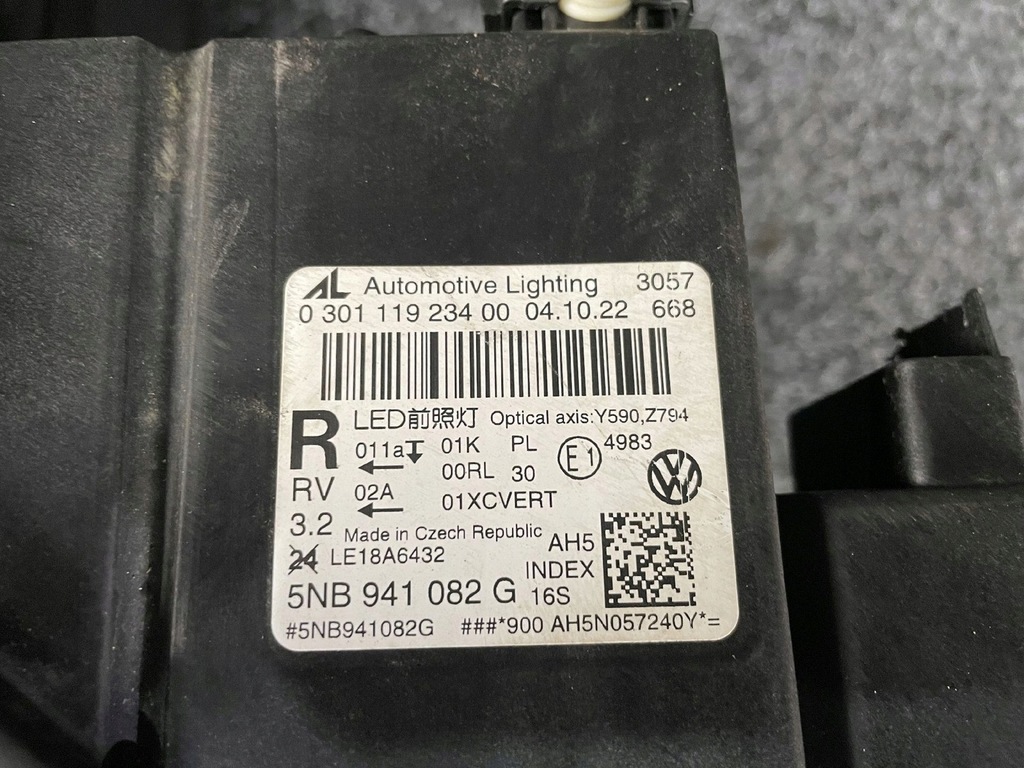 AL Automotive Lighting 3057
0 301 119 234 00 04.10.22 668
R LED前照灯 Optical axis:Y590,Z794
011a 01K PL E1 4983
00RL 30
RV 02A 01XCVERT
3.2 Made in Czech Republic AH5
24 LE18A6432 INDEX
5NB 941 082 G 16S
#5NB941082G ###*900 AH5N057240Y*=